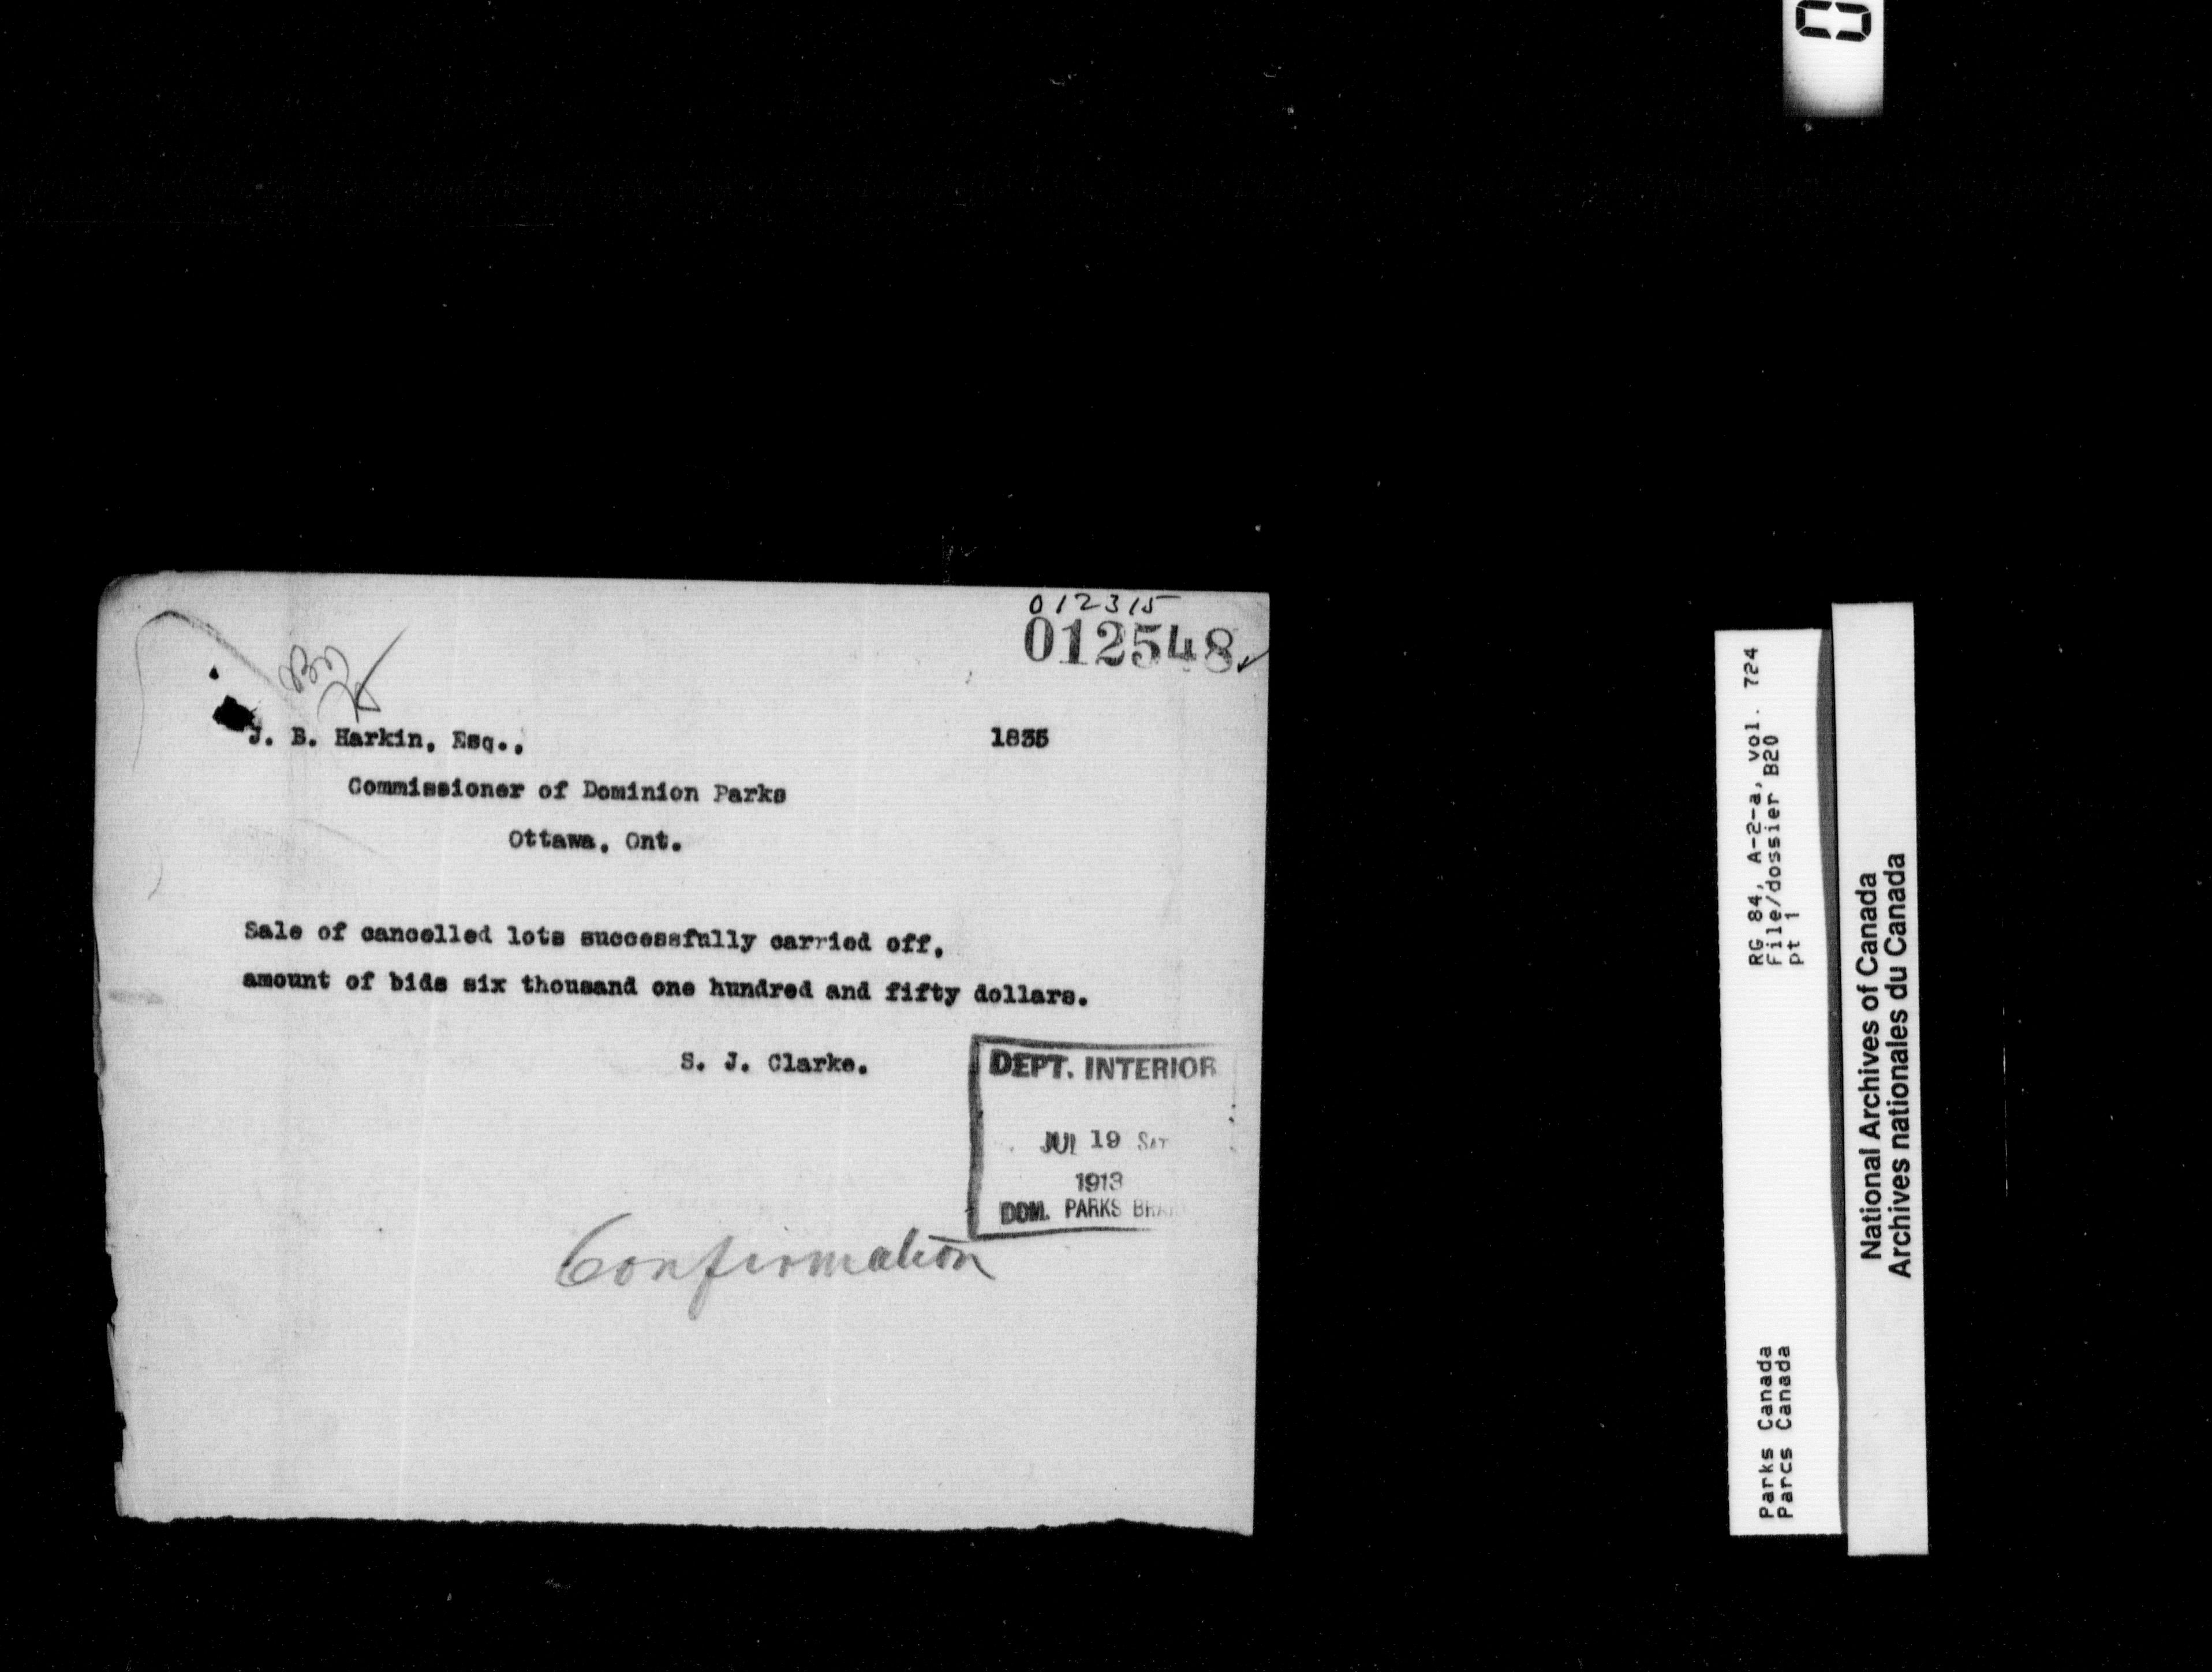 012315
012548
J. B. Harkin, Esq.,
1835
Commissioner of Dominion Parks
Ottawa, Ont.
Sale of cancelled lots successfully carried off,
amount of bids six thousand one hundred and fifty dollars.
S. J. Clarke.
DEPT. INTERIOR
JUL 19 SAT
1913
DOM. PARKS
Confirmation
RG 84, A-2-a, vol. 724
File/dossier B20
pt 1
Parks Canada
Parcs Canada
National Archives of Canada
Archives nationales du Canada